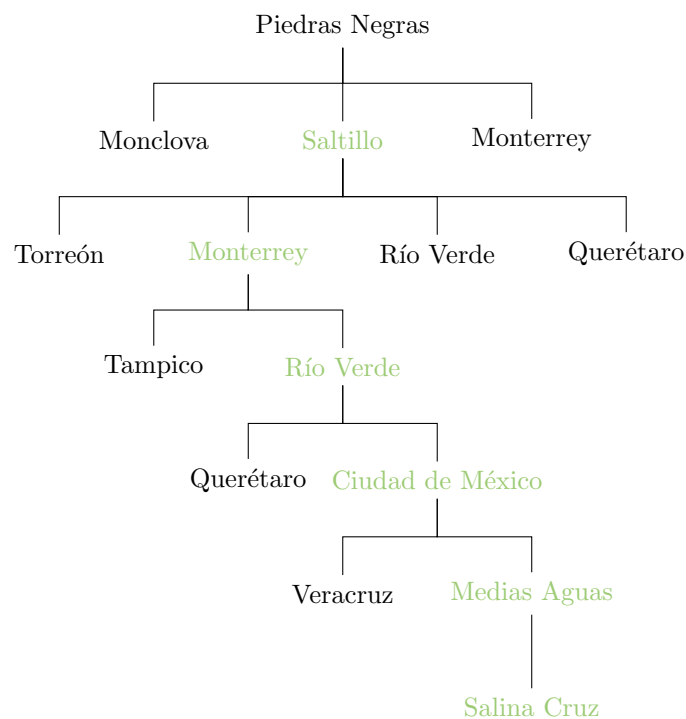 Piedras Negras
Monclova
Saltillo
Monterrey
Torreón
Monterrey
Río Verde
Querétaro
Tampico
Río Verde
Querétaro
Ciudad de México
Veracruz
Medias Aguas
Salina Cruz